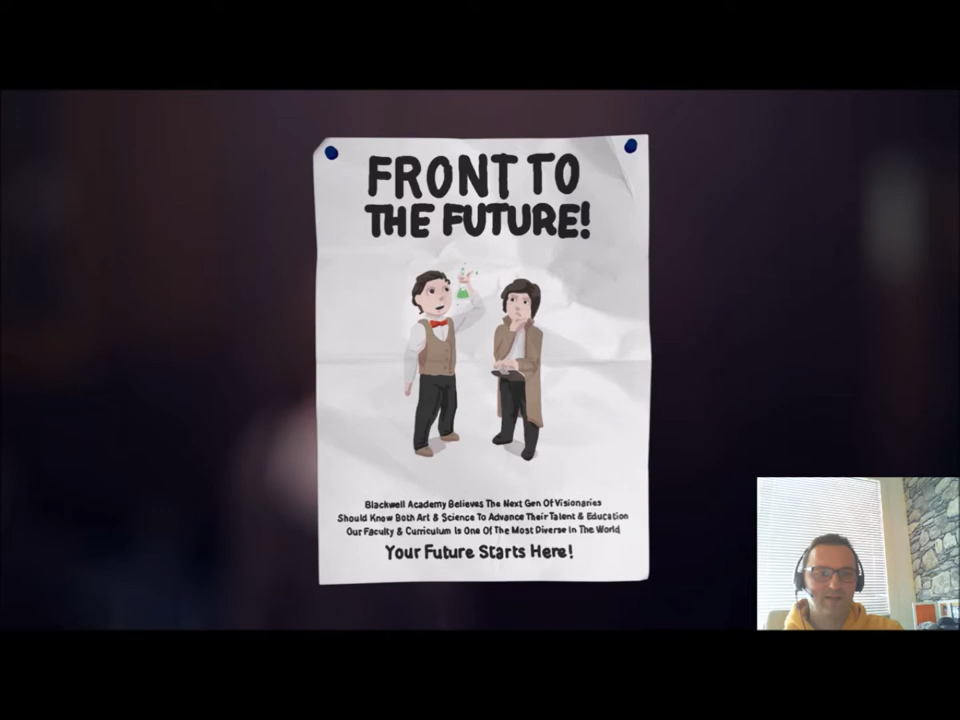 FRONT TO
THE FUTURE!
Blackwell Academy Believes The Next Gen Of Visionaries
Should Know Both Art & Science To Advance Their Talent & Education
Our Faculty & Curriculum Is One Of The Most Diverse In The World
Your Future Starts Here!